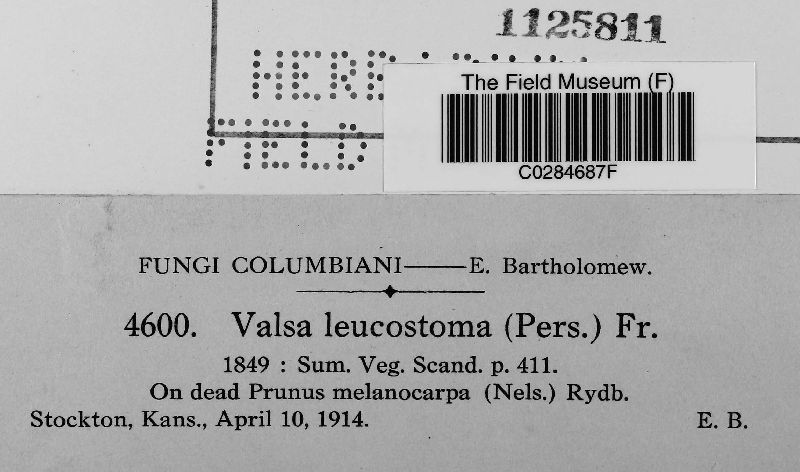 1125811
The Field Museum (F)
C0284687F
FIELD
FUNGI COLUMBIANI——E. Bartholomew.
4600. Valsa leucostoma (Pers.) Fr.
1849 : Sum. Veg. Scand. p. 411.
On dead Prunus melanocarpa (Nels.) Rydb.
Stockton, Kans., April 10, 1914. E. B.